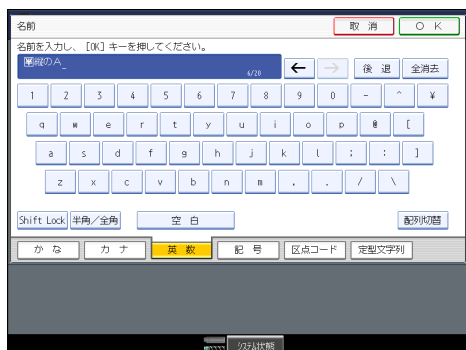 名前
取 消
O K
名前を入力し、 [OK] キーを押してください。
の A_
6/20
← →
後 退
全消去
1 2 3 4 5 6 7 8 9 0 - ^ ¥
q w e r t y u i o p @ [
a s d f g h j k l ; : ]
z x c v b n m , . / \
Shift Lock
半角/全角
空 白
配列切替
か な
カ ナ
英 数
記 号
区点コード
定型文字列
システム状態